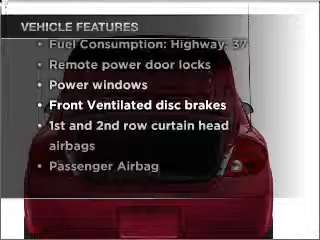 VEHICLE FEATURES
• Fuel Consumption: Highway: 37
• Remote power door locks
• Power windows
• Front Ventilated disc brakes
• 1st and 2nd row curtain head
airbags
• Passenger Airbag